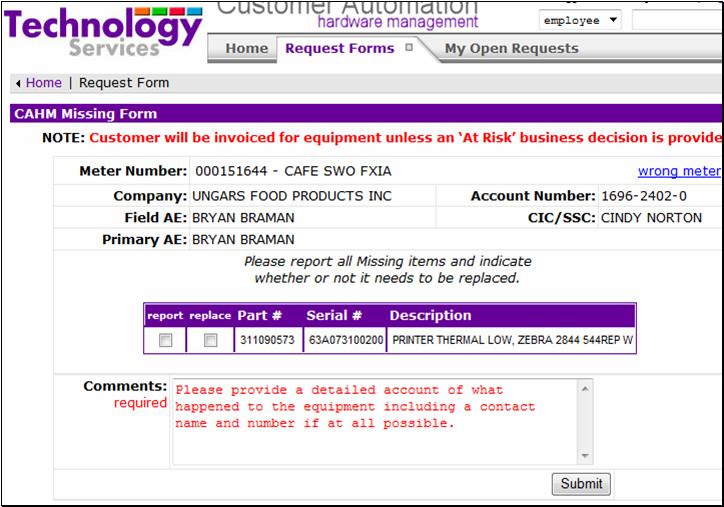 Technology
Services
Customer Automation
hardware management
employee
Home
Request Forms
My Open Requests
Home | Request Form
CAHM Missing Form
NOTE: Customer will be invoiced for equipment unless an 'At Risk' business decision is provide
Meter Number: 000151644 - CAFE SWO FXIA wrong meter
Company: UNGARS FOOD PRODUCTS INC Account Number: 1696-2402-0
Field AE: BRYAN BRAMAN CIC/SSC: CINDY NORTON
Primary AE: BRYAN BRAMAN
Please report all Missing items and indicate
whether or not it needs to be replaced.
report replace Part # Serial # Description
311090573 63A073100200 PRINTER THERMAL LOW, ZEBRA 2844 544REP W
Comments:
required
Please provide a detailed account of what
happened to the equipment including a contact
name and number if at all possible.
Submit